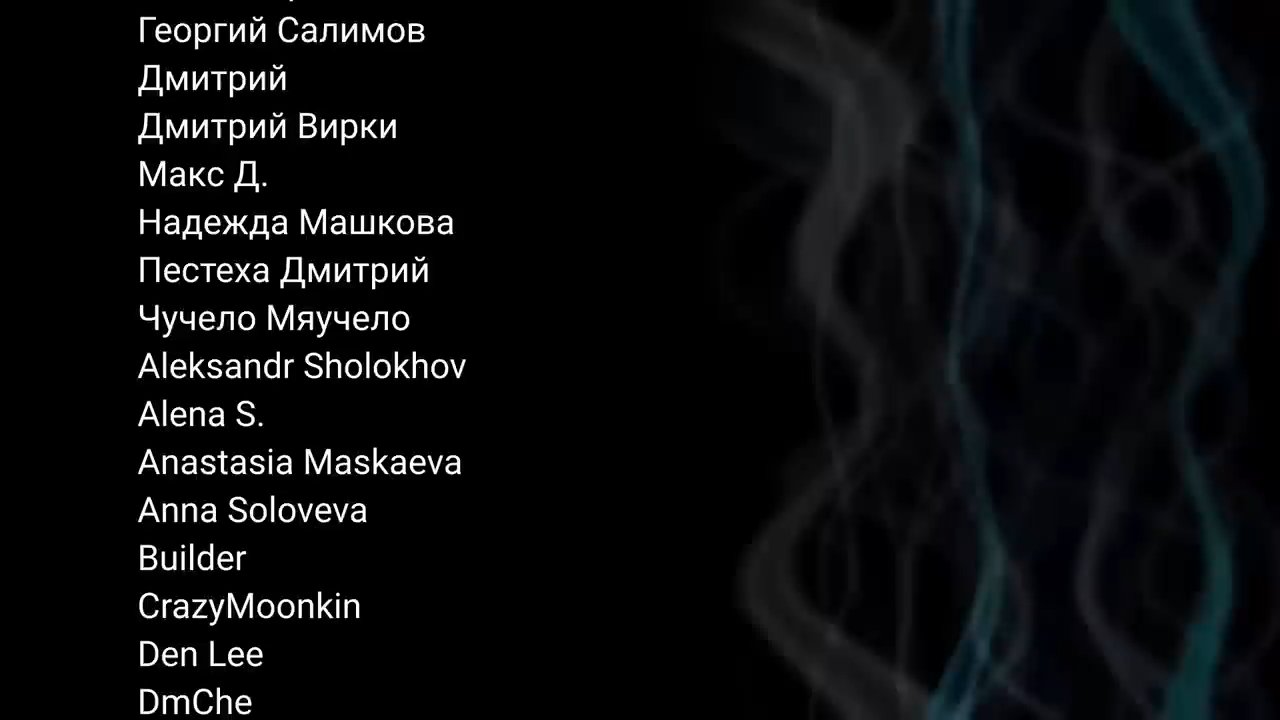 Георгий Салимов
Дмитрий
Дмитрий Вирки
Макс Д.
Надежда Машкова
Пестеха Дмитрий
Чучело Мяучело
Aleksandr Sholokhov
Alena S.
Anastasia Maskaeva
Anna Soloveva
Builder
CrazyMoonkin
Den Lee
DmChe